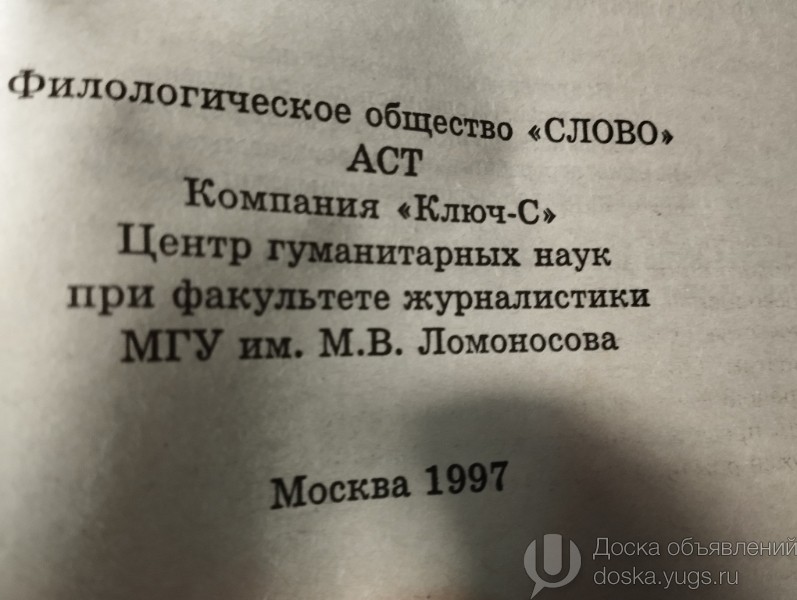 Филологическое общество «СЛОВО»
АСТ
Компания «Ключ-С»
Центр гуманитарных наук
при факультете журналистики
МГУ им. М.В. Ломоносова
Москва 1997
Доска объявлений
doska.yugs.ru